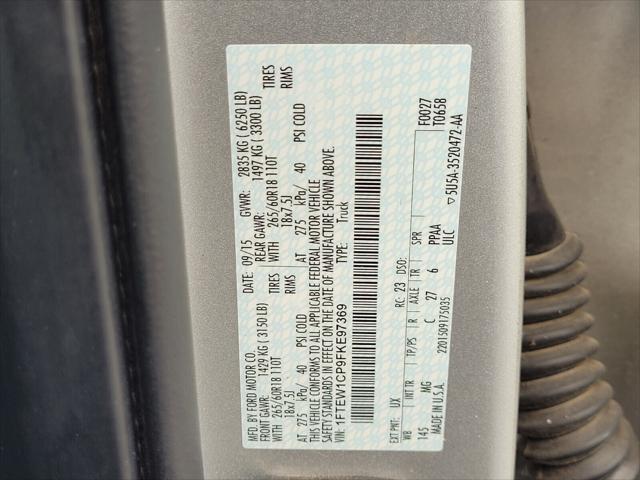 MFD. BY FORD MOTOR CO.
DATE: 09/15 GVWR: 2835 KG ( 6250 LB)
FRONT GAWR: 1429 KG ( 3150 LB) REAR GAWR: 1497 KG ( 3300 LB)
WITH 265/60R18 110T TIRES WITH 265/60R18 110T TIRES
18x7.5J RIMS 18x7.5J RIMS
AT 275 kPa/ 40 PSI COLD AT 275 kPa/ 40 PSI COLD
THIS VEHICLE CONFORMS TO ALL APPLICABLE FEDERAL MOTOR VEHICLE
SAFETY STANDARDS IN EFFECT ON THE DATE OF MANUFACTURE SHOWN ABOVE.
VIN: 1FTEW1CP9FKE97369 TYPE: Truck
EXT PNT: UX RC: 23 DSO: F0027
T0658
WB INT TR TP/PS R AXLE TR SPR
145 MG C 27 6 PPAA
ULC
MADE IN U.S.A. 2201509175035 ▽5U5A-3520472-AA